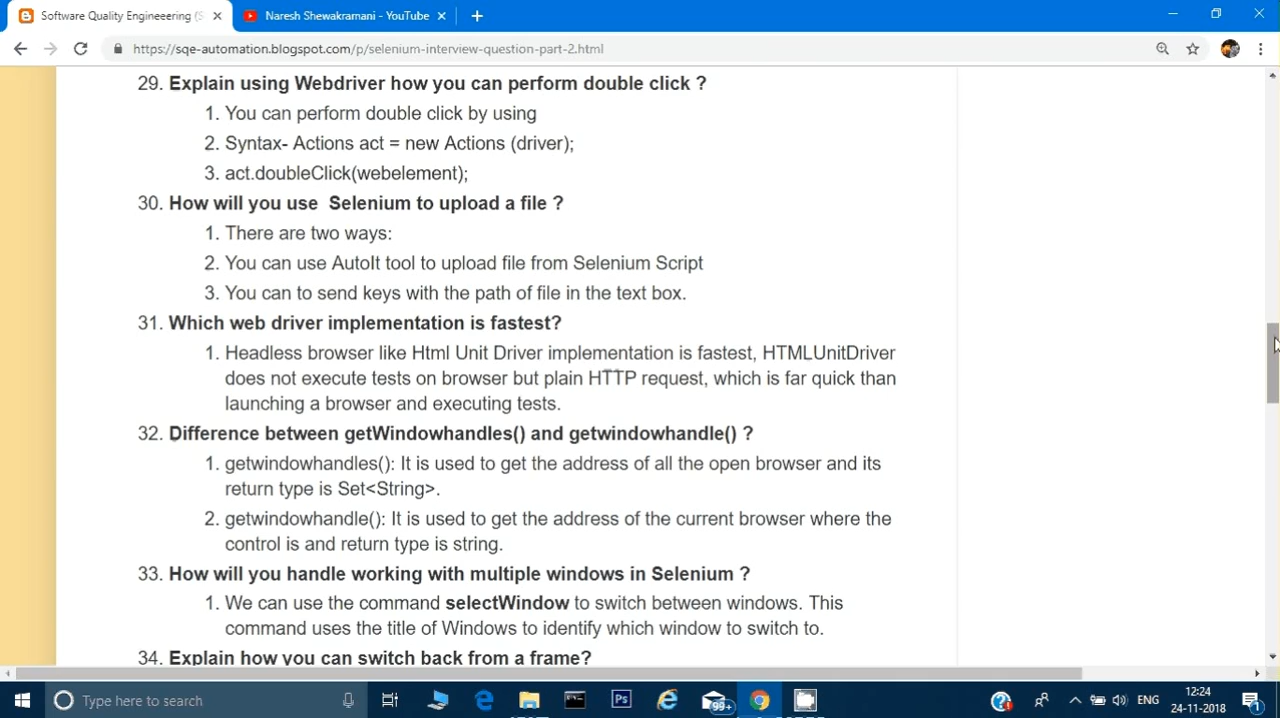 Software Quality Engineeering (S
Naresh Shewakramani - YouTube
https://sqe-automation.blogspot.com/p/selenium-interview-question-part-2.html
29. Explain using Webdriver how you can perform double click ?
1. You can perform double click by using
2. Syntax- Actions act = new Actions (driver);
3. act.doubleClick(webelement);
30. How will you use  Selenium to upload a file ?
1. There are two ways:
2. You can use AutoIt tool to upload file from Selenium Script
3. You can to send keys with the path of file in the text box.
31. Which web driver implementation is fastest?
1. Headless browser like Html Unit Driver implementation is fastest, HTMLUnitDriver
does not execute tests on browser but plain HTTP request, which is far quick than
launching a browser and executing tests.
32. Difference between getWindowhandles() and getwindowhandle() ?
1. getwindowhandles(): It is used to get the address of all the open browser and its
return type is Set<String>.
2. getwindowhandle(): It is used to get the address of the current browser where the
control is and return type is string.
33. How will you handle working with multiple windows in Selenium ?
1. We can use the command selectWindow to switch between windows. This
command uses the title of Windows to identify which window to switch to.
34. Explain how you can switch back from a frame?
Type here to search
Ps
99+
ENG
12:24
24-11-2018
1